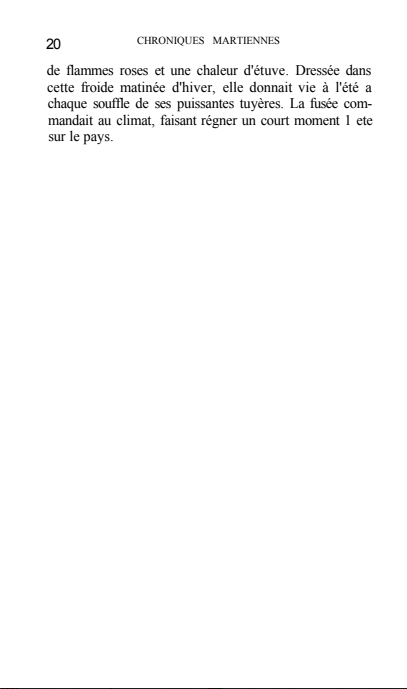 20 CHRONIQUES MARTIENNES
de flammes roses et une chaleur d'étuve. Dressée dans
cette froide matinée d'hiver, elle donnait vie à l'été a
chaque souffle de ses puissantes tuyères. La fusée com-
mandait au climat, faisant régner un court moment 1 ete
sur le pays.